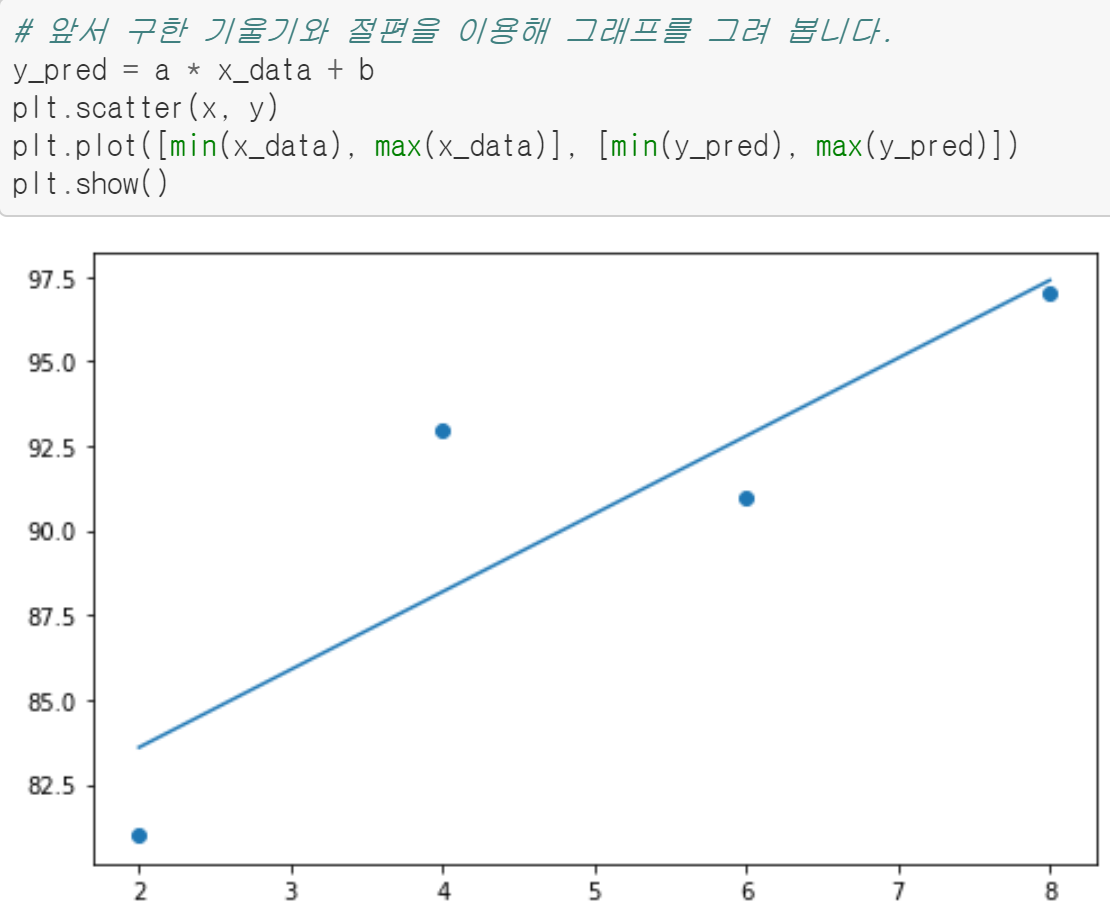 # 앞서 구한 기울기와 절편을 이용해 그래프를 그려 봅니다.
y_pred = a * x_data + b
plt.scatter(x, y)
plt.plot([min(x_data), max(x_data)], [min(y_pred), max(y_pred)])
plt.show()
97.5
95.0
92.5
90.0
87.5
85.0
82.5
2 3 4 5 6 7 8